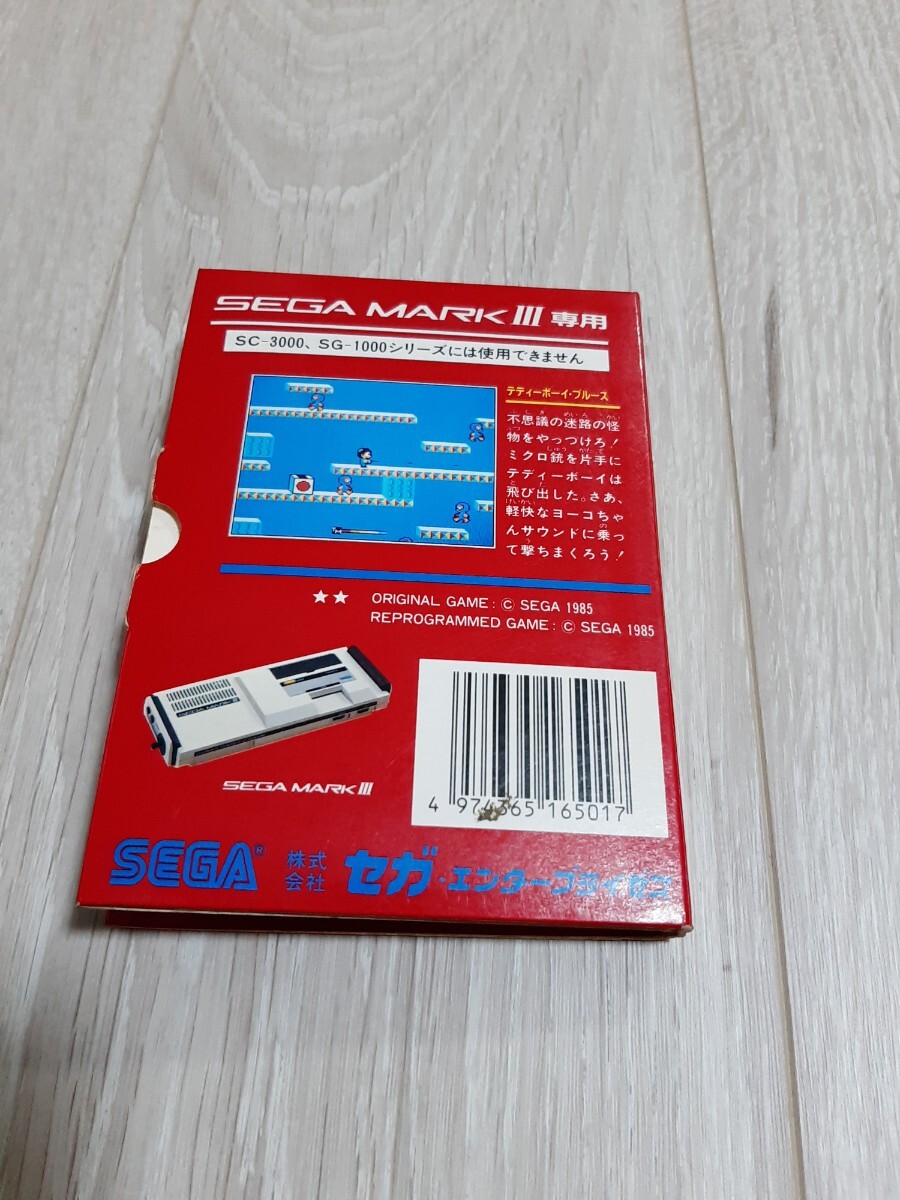 SEGA MARK III 専用
SC-3000、SG-1000シリーズには使用できません
テディーボーイ・ブルース
不思議の迷路の怪
物をやっつけろ!
ミクロ銃を片手に
テディーボーイは
飛び出した。さあ、
軽快なヨーコちゃ
んサウンドに乗っ
て撃ちまくろう!
★★ ORIGINAL GAME : © SEGA 1985
REPROGRAMMED GAME : © SEGA 1985
SEGA MARK III
4 974365 165017
SEGA® 株式会社 セガ・エンタープライゼス